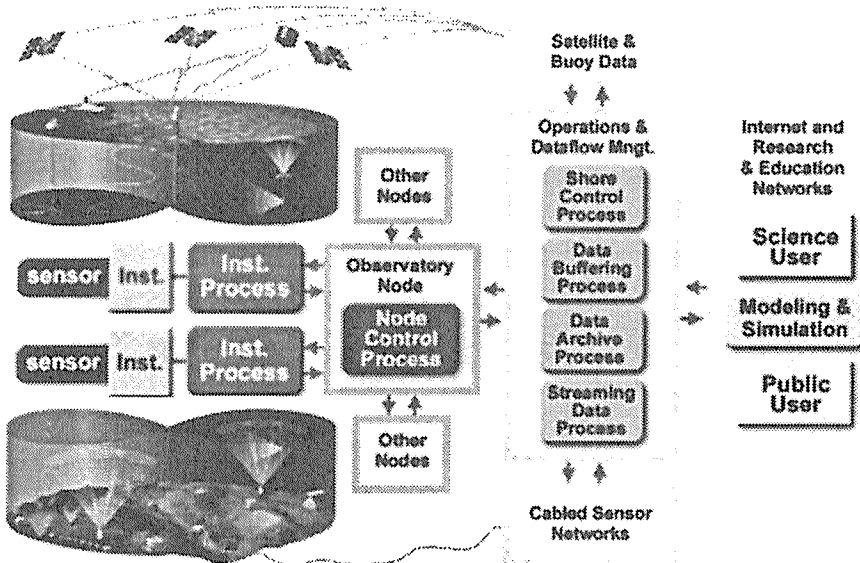 Satellite &
Buoy Data
Operations &
Dataflow Mngt.
Shore
Control
Process
Data
Buffering
Process
Data
Archive
Process
Streaming
Data
Process
Cabled Sensor
Networks
Internet and
Research
& Education
Networks
Science
User
Modeling &
Simulation
Public
User
Other
Nodes
Observatory
Node
Node
Control
Process
Other
Nodes
sensor
Inst.
Inst.
Process
sensor
Inst.
Inst.
Process